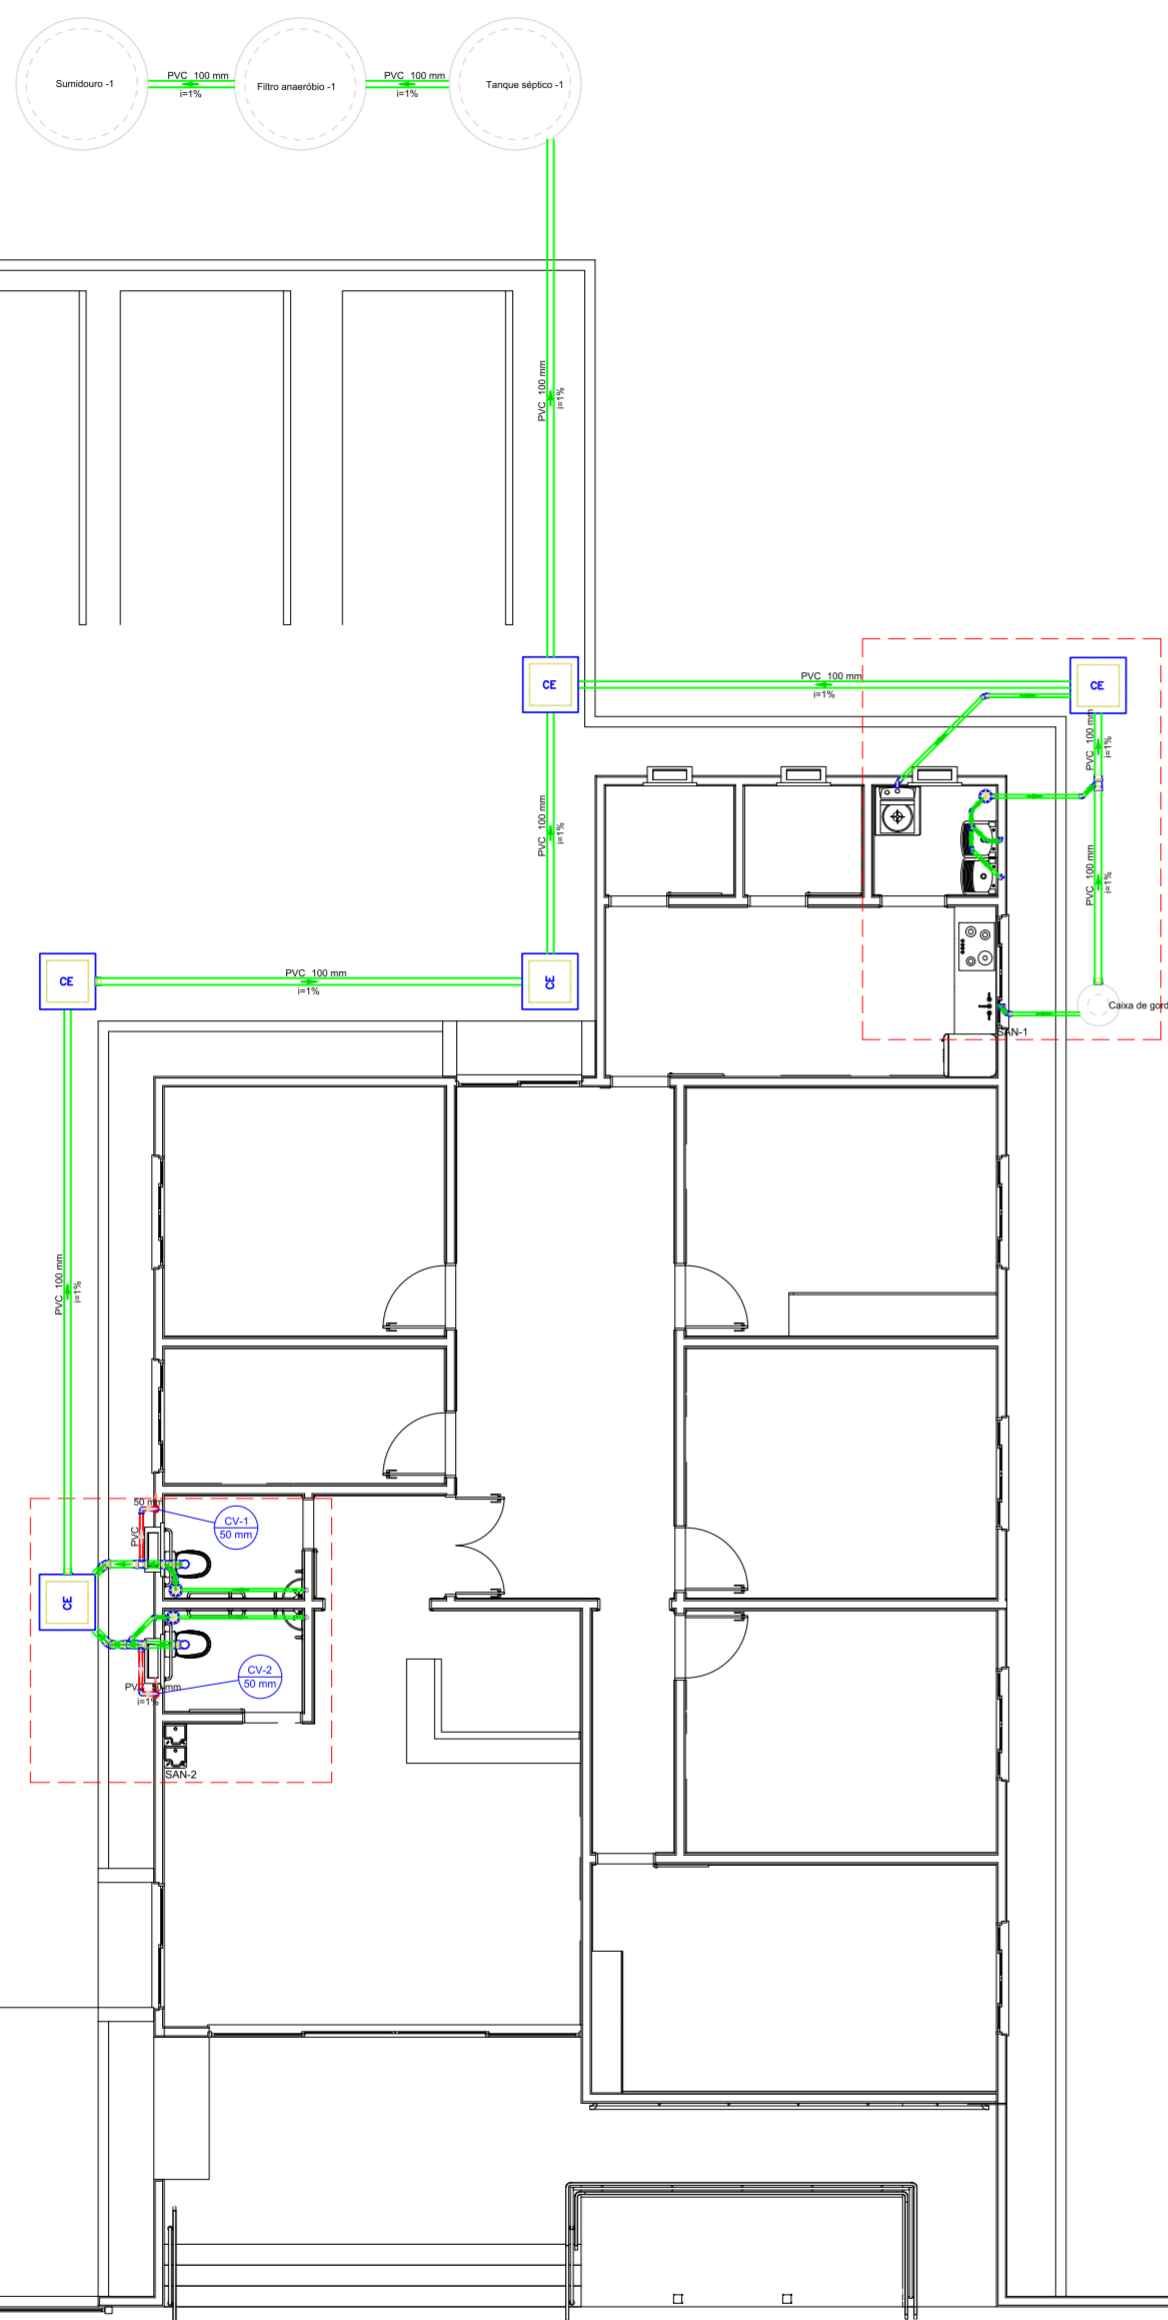 Sumidouro -1
PVC 100 mm
i=1%
Filtro anaeróbio -1
PVC 100 mm
i=1%
Tanque séptico -1
PVC 100 mm
i=1%
CE
PVC 100 mm
i=1%
CE
PVC 100 mm
i=1%
PVC 100 mm
i=1%
PVC 100 mm
i=1%
CE
PVC 100 mm
i=1%
CE
Caixa de gord
SAN-1
PVC 100 mm
i=1%
50 mm
PVC
CV-1
50 mm
CE
CV-2
50 mm
i=1%
SAN-2